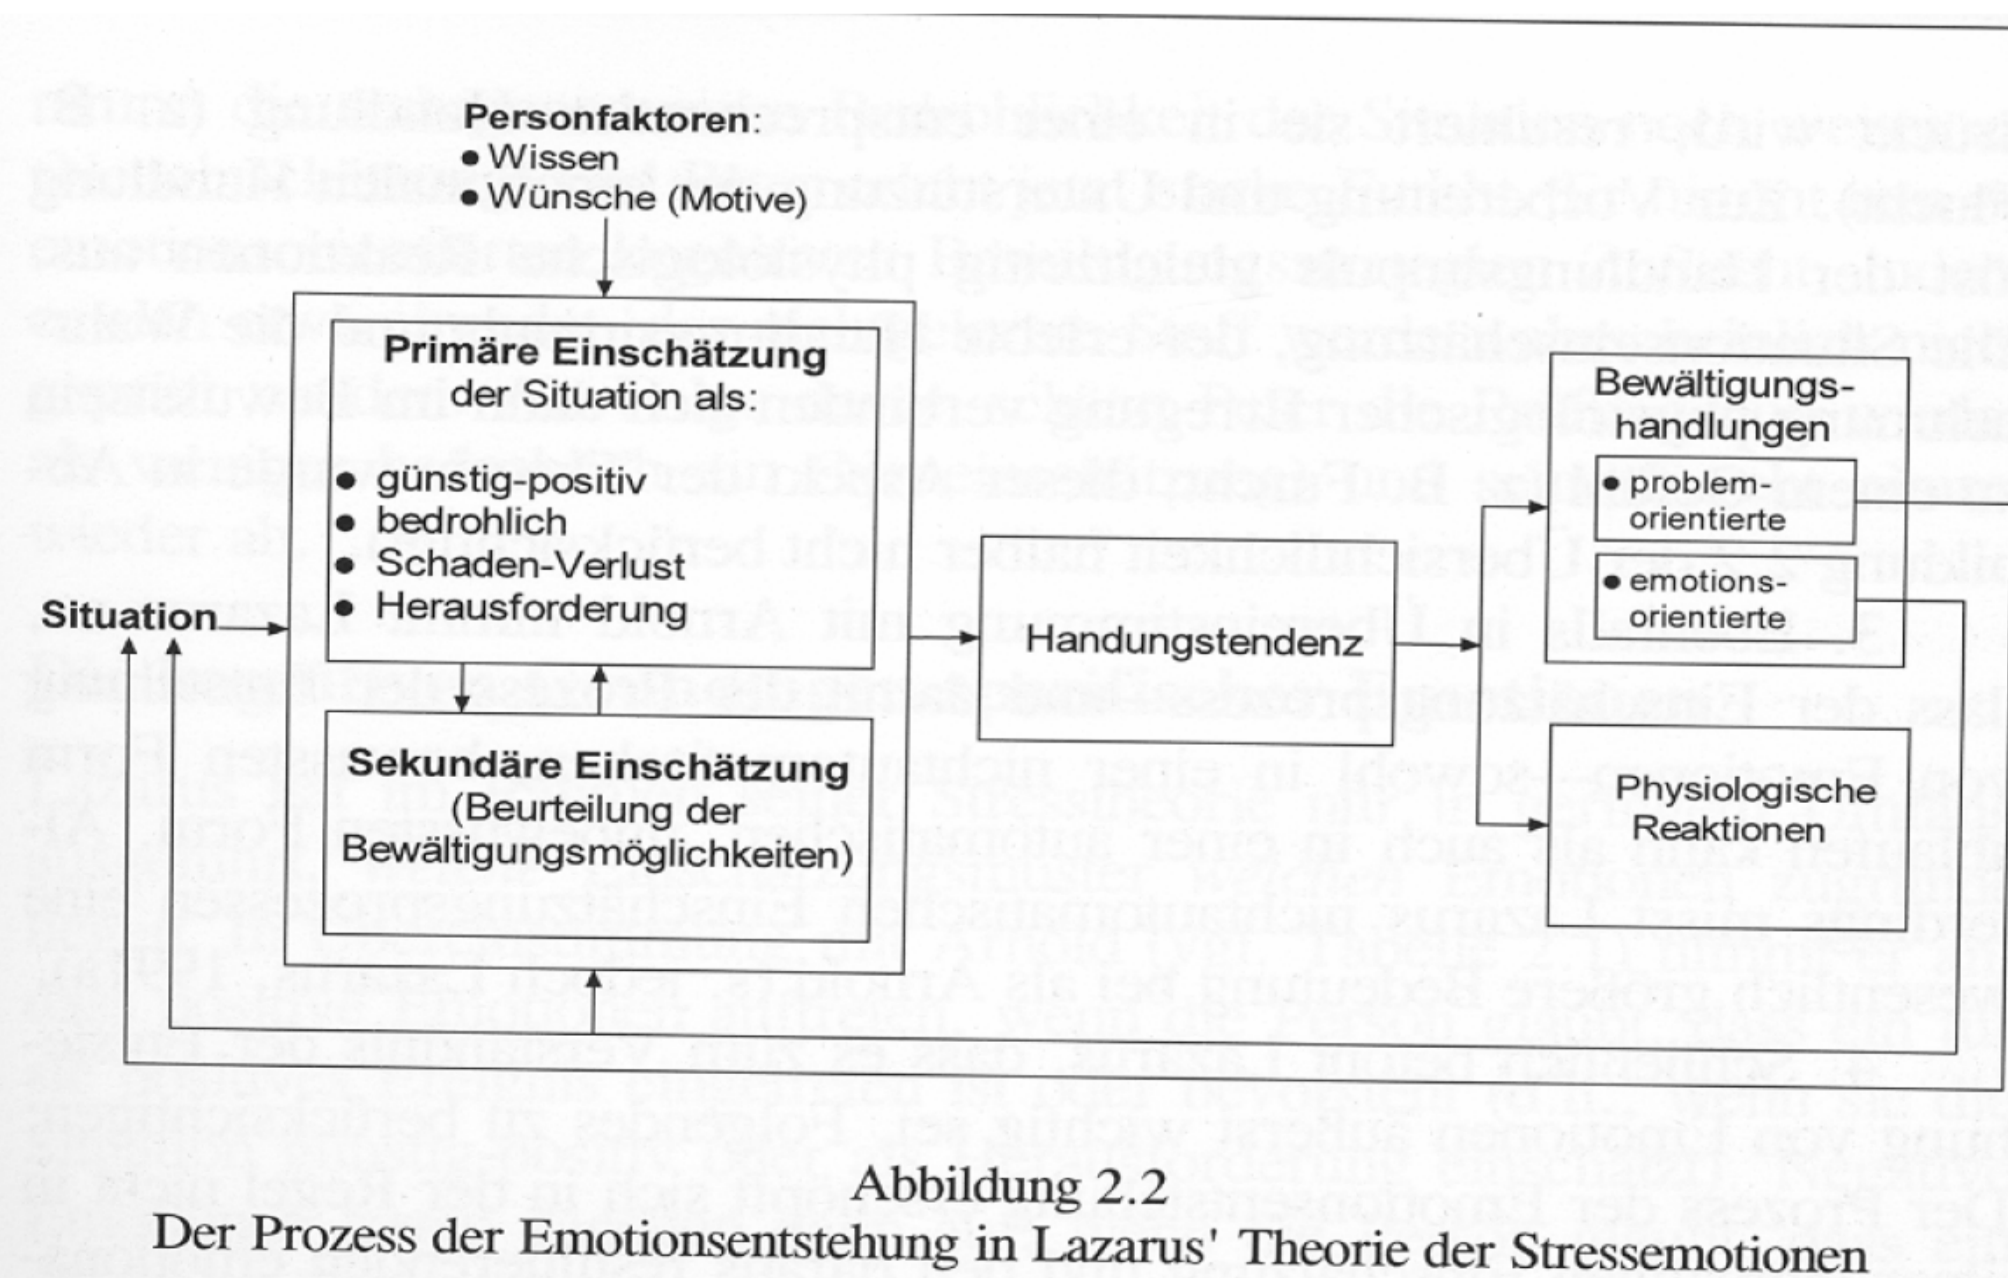 Personfaktoren:
● Wissen
● Wünsche (Motive)
Primäre Einschätzung
der Situation als:
● günstig-positiv
● bedrohlich
● Schaden-Verlust
● Herausforderung
Situation
Sekundäre Einschätzung
(Beurteilung der
Bewältigungsmöglichkeiten)
Handungstendenz
Bewältigungs-
handlungen
● problem-
orientierte
● emotions-
orientierte
Physiologische
Reaktionen
Abbildung 2.2
Der Prozess der Emotionsentstehung in Lazarus' Theorie der Stressemotionen